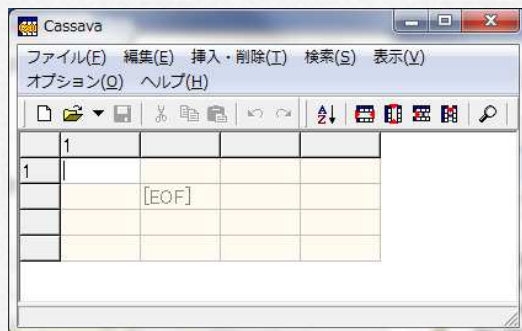 Cassava
ファイル(F) 編集(E) 挿入・削除(I) 検索(S) 表示(V)
オプション(O) ヘルプ(H)
1
1
[EOF]